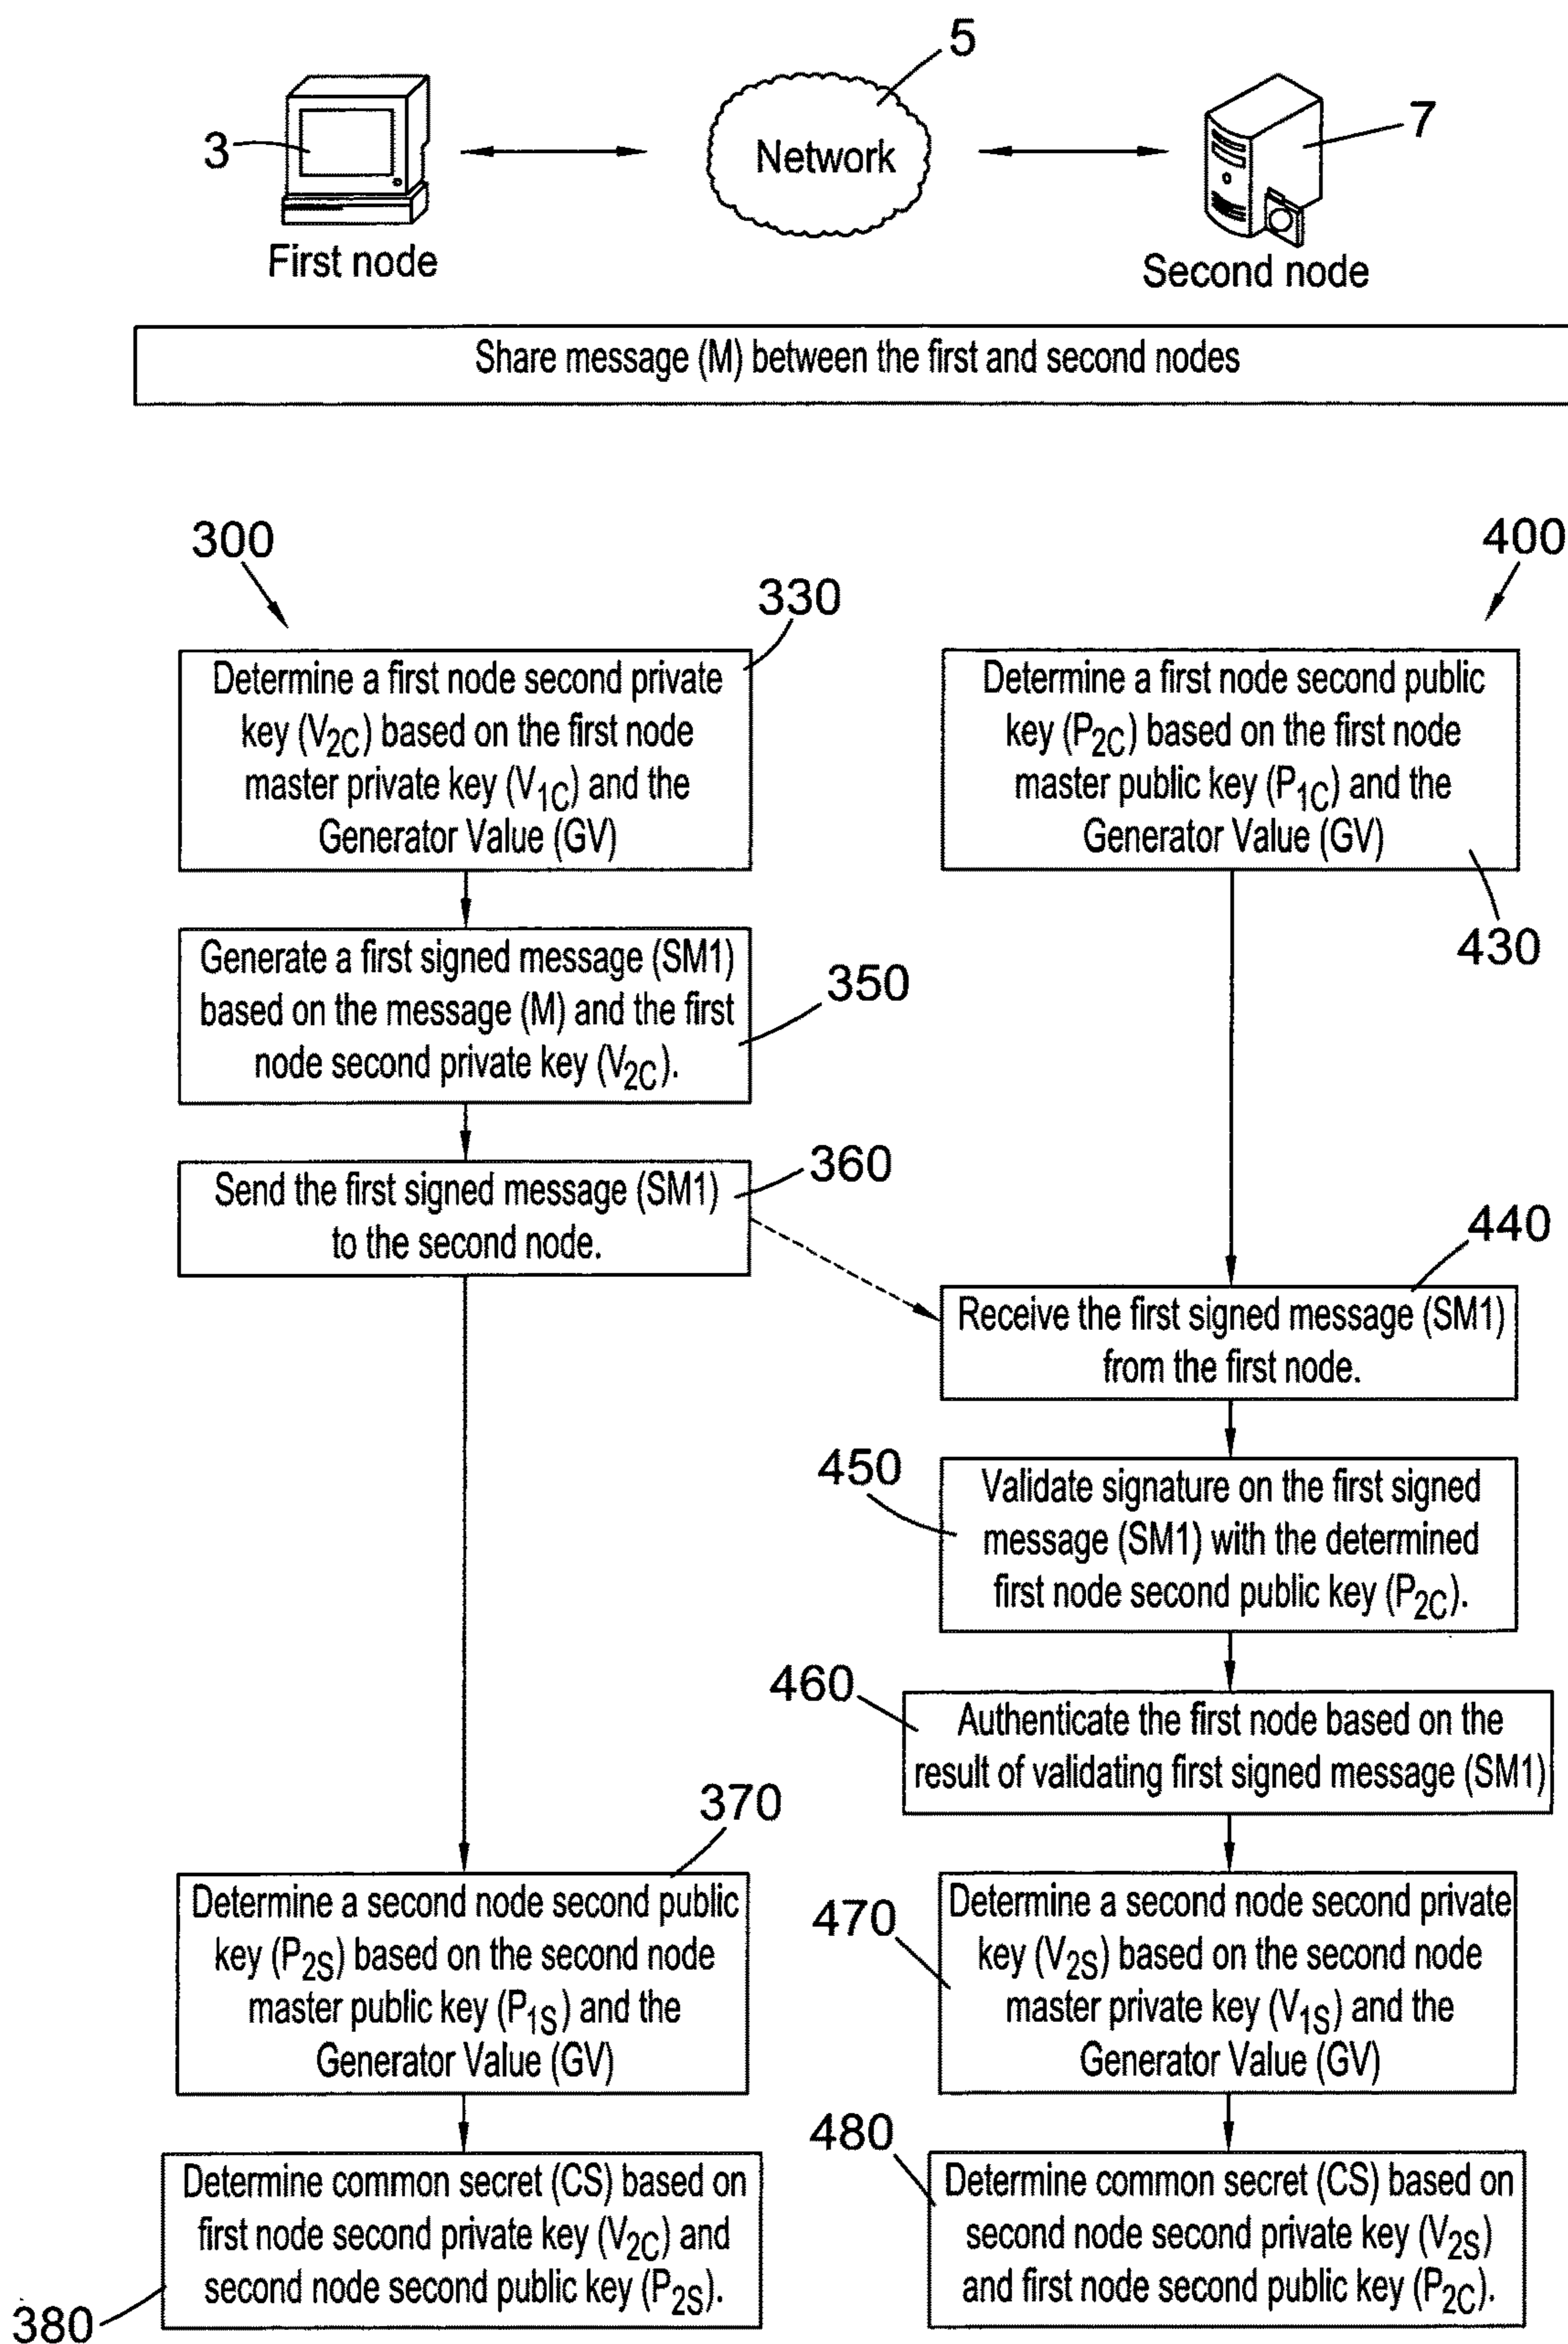 5
3
Network
7
First node
Second node
Share message (M) between the first and second nodes
300
400
330
Determine a first node second private
key (V2C) based on the first node
master private key (V1C) and the
Generator Value (GV)
Determine a first node second public
key (P2C) based on the first node
master public key (P1C) and the
Generator Value (GV)
430
Generate a first signed message (SM1)
based on the message (M) and the first
node second private key (V2C).
350
Send the first signed message (SM1)
to the second node.
360
440
Receive the first signed message (SM1)
from the first node.
450
Validate signature on the first signed
message (SM1) with the determined
first node second public key (P2C).
460
Authenticate the first node based on the
result of validating first signed message (SM1)
370
Determine a second node second public
key (P2S) based on the second node
master public key (P1S) and the
Generator Value (GV)
470
Determine a second node second private
key (V2S) based on the second node
master private key (V1S) and the
Generator Value (GV)
Determine common secret (CS) based on
first node second private key (V2C) and
second node second public key (P2S).
380
480
Determine common secret (CS) based on
second node second private key (V2S)
and first node second public key (P2C).